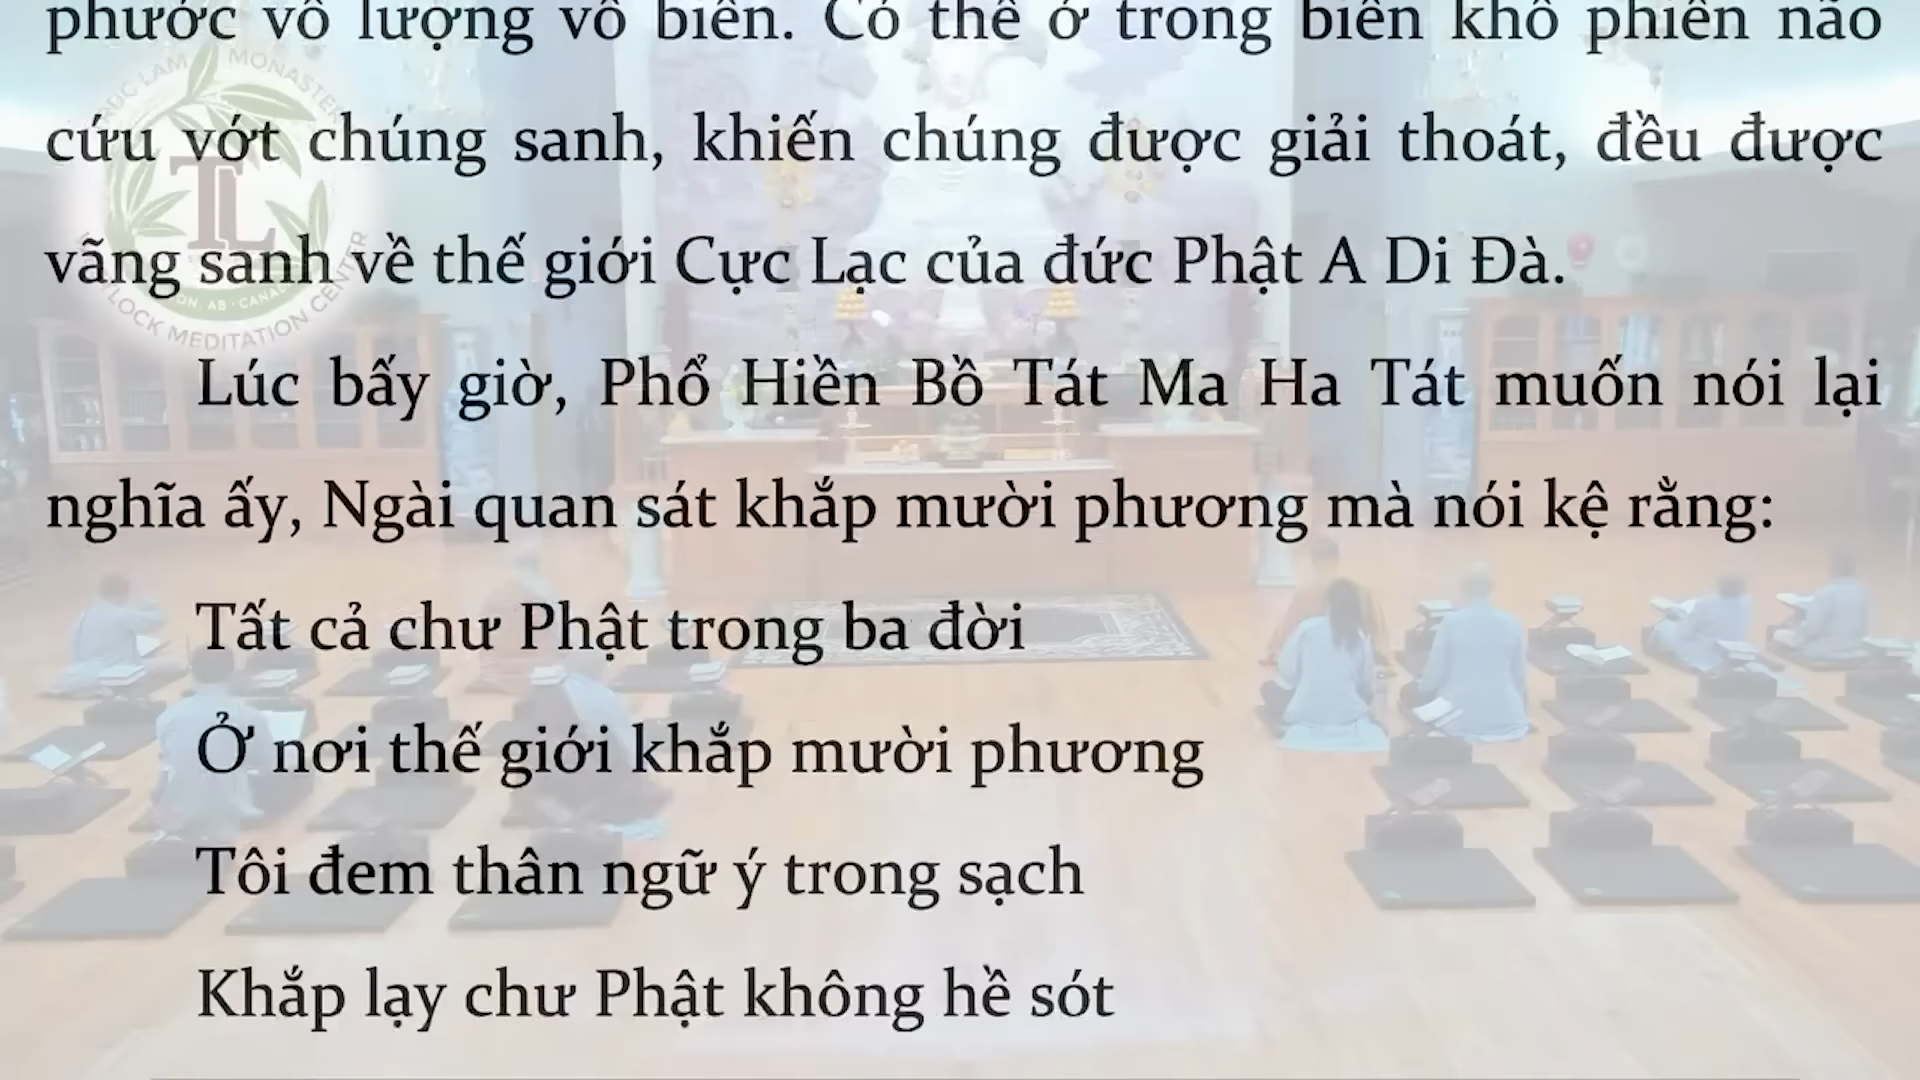 phước vô lượng vô biên. Có thể ở trong biển khổ phiền não
cứu vớt chúng sanh, khiến chúng được giải thoát, đều được
vãng sanh về thế giới Cực Lạc của đức Phật A Di Đà.
Lúc bấy giờ, Phổ Hiền Bồ Tát Ma Ha Tát muốn nói lại
nghĩa ấy, Ngài quan sát khắp mười phương mà nói kệ rằng:
Tất cả chư Phật trong ba đời
Ở nơi thế giới khắp mười phương
Tôi đem thân ngữ ý trong sạch
Khắp lạy chư Phật không hề sót
TL
MEDITATION CENTER